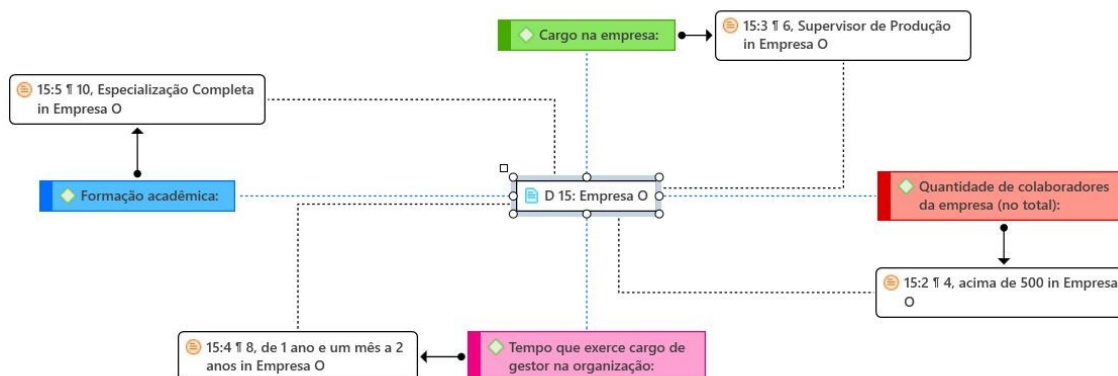 Cargo na empresa:
15:3 ¶ 6, Supervisor de Produção
in Empresa O
15:5 ¶ 10, Especialização Completa
in Empresa O
Formação acadêmica:
D 15: Empresa O
Quantidade de colaboradores
da empresa (no total):
15:2 ¶ 4, acima de 500 in Empresa
O
15:4 ¶ 8, de 1 ano e um mês a 2
anos in Empresa O
Tempo que exerce cargo de
gestor na organização: